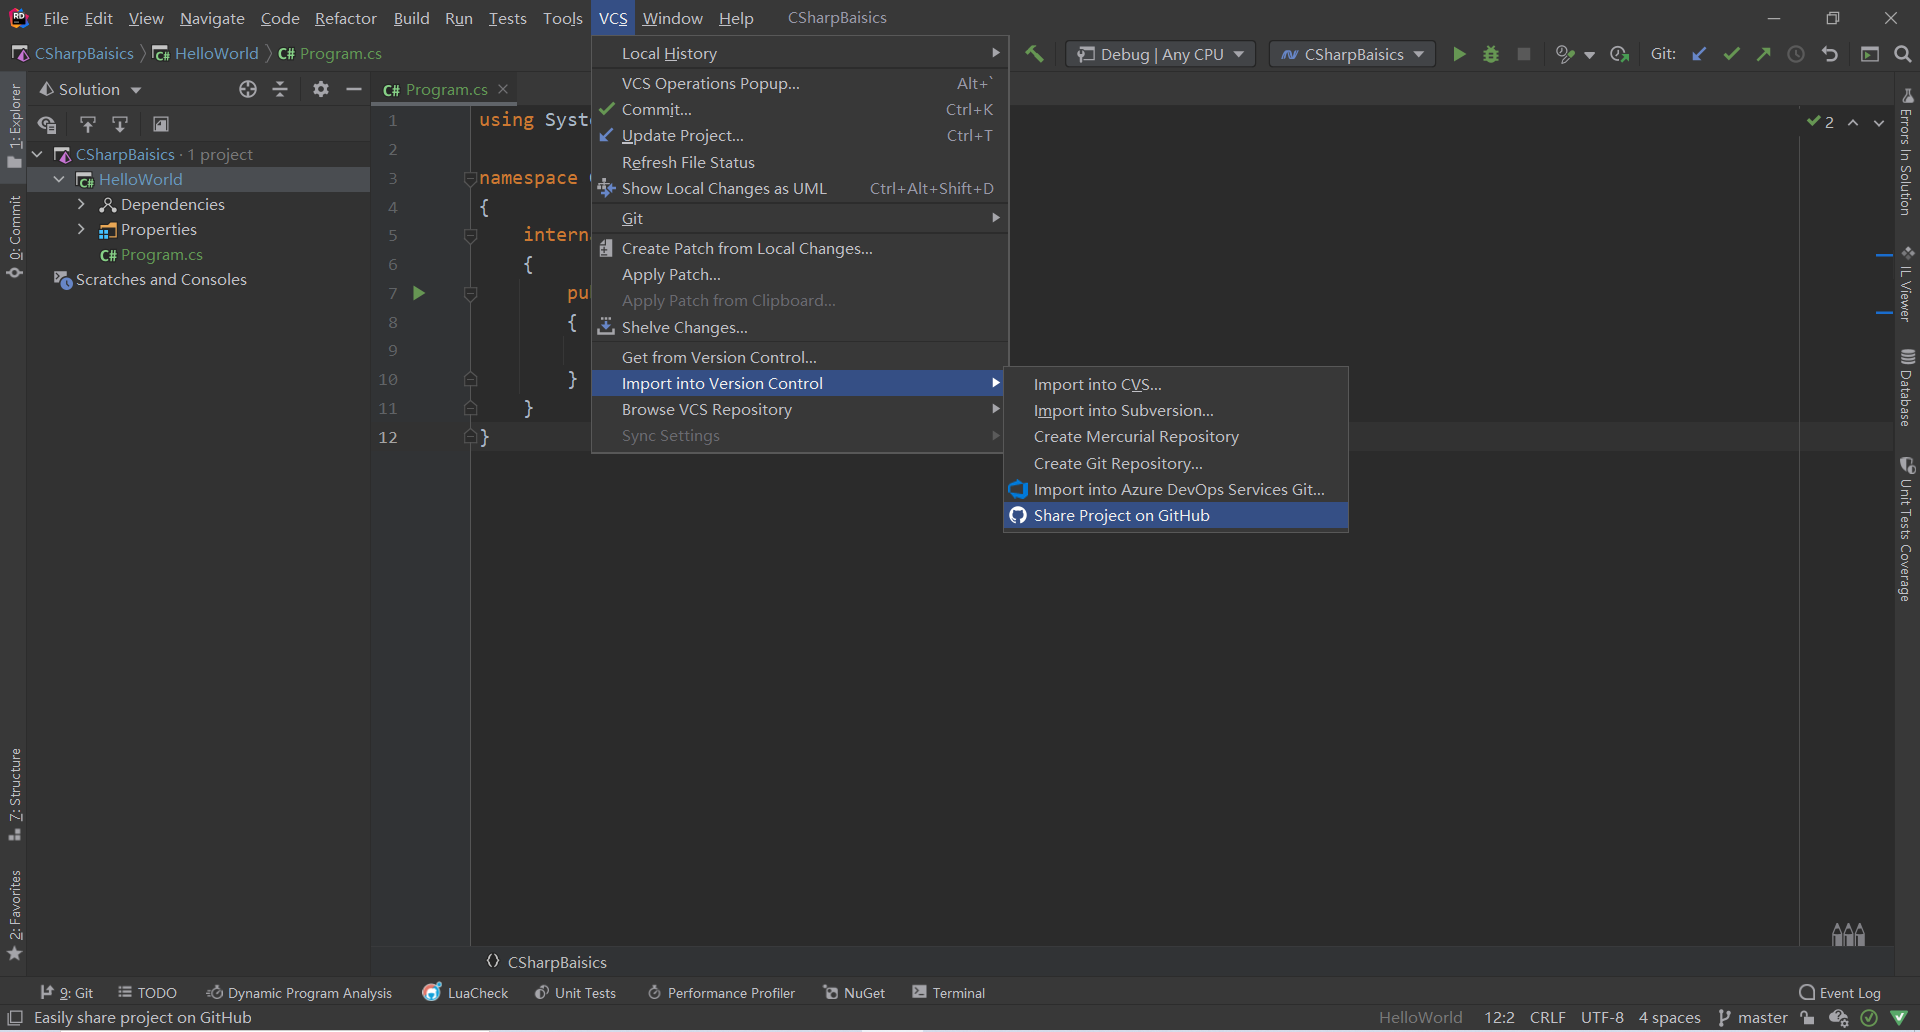 File Edit View Navigate Code Refactor Build Run Tests Tools VCS Window Help CSharpBaisics
CSharpBaisics HelloWorld C# Program.cs
Debug | Any CPU CSharpBaisics Git:
Solution
C# Program.cs
1: Explorer
0: Commit
7: Structure
2: Favorites
CSharpBaisics · 1 project
HelloWorld
Dependencies
Properties
C# Program.cs
Scratches and Consoles
1 using Syst
2
3 namespace
4 {
5 intern
6 {
7 pu
8 {
9
10 }
11 }
12 }
2
Local History
VCS Operations Popup... Alt+`
Commit... Ctrl+K
Update Project... Ctrl+T
Refresh File Status
Show Local Changes as UML Ctrl+Alt+Shift+D
Git
Create Patch from Local Changes...
Apply Patch...
Apply Patch from Clipboard...
Shelve Changes...
Get from Version Control...
Import into Version Control
Browse VCS Repository
Sync Settings
Import into CVS...
Import into Subversion...
Create Mercurial Repository
Create Git Repository...
Import into Azure DevOps Services Git...
Share Project on GitHub
Errors In Solution
IL Viewer
Database
Unit Tests Coverage
CSharpBaisics
9: Git TODO Dynamic Program Analysis LuaCheck Unit Tests Performance Profiler NuGet Terminal Event Log
Easily share project on GitHub HelloWorld 12:2 CRLF UTF-8 4 spaces master